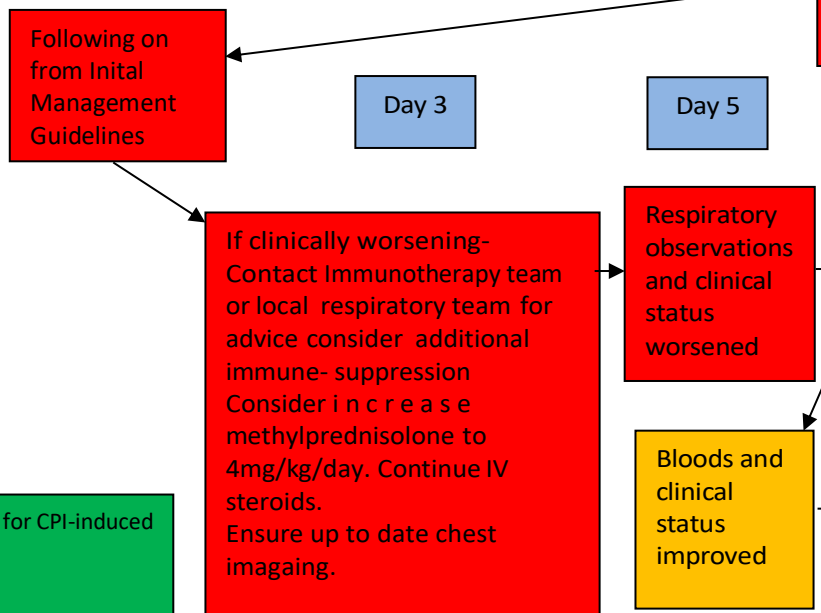 Following on
from Inital
Management
Guidelines
Day 3
Day 5
If clinically worsening-
Contact Immunotherapy team
or local respiratory team for
advice consider additional
immune- suppression
Consider i n c r e a s e
methylprednisolone to
4mg/kg/day. Continue IV
steroids.
Ensure up to date chest
imagaing.
Respiratory
observations
and clinical
status
worsened
Bloods and
clinical
status
improved
for CPI-induced